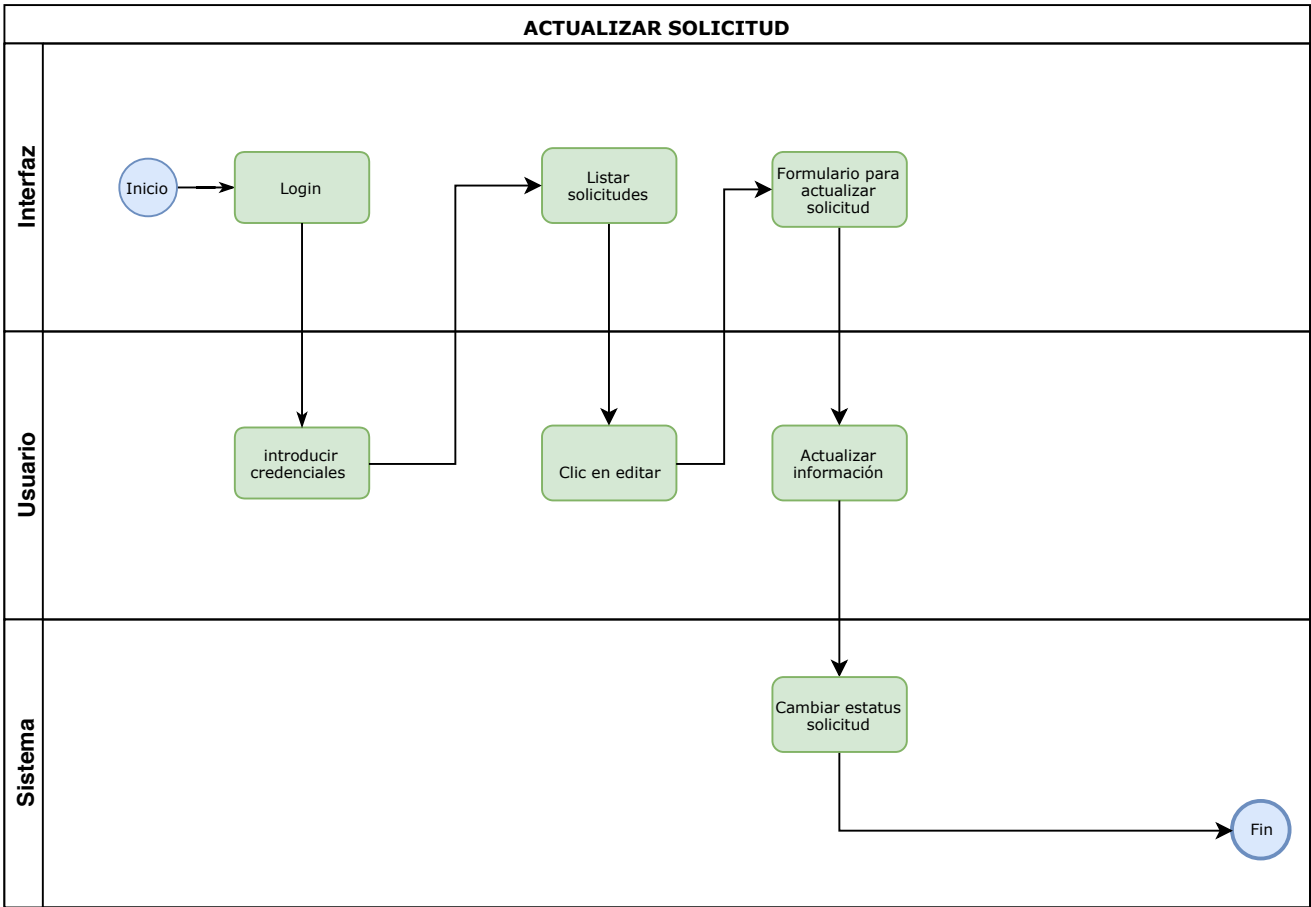 ACTUALIZAR SOLICITUD
Interfaz
Inicio
Login
Listar
solicitudes
Formulario para
actualizar
solicitud
Usuario
introducir
credenciales
Clic en editar
Actualizar
información
Sistema
Cambiar estatus
solicitud
Fin